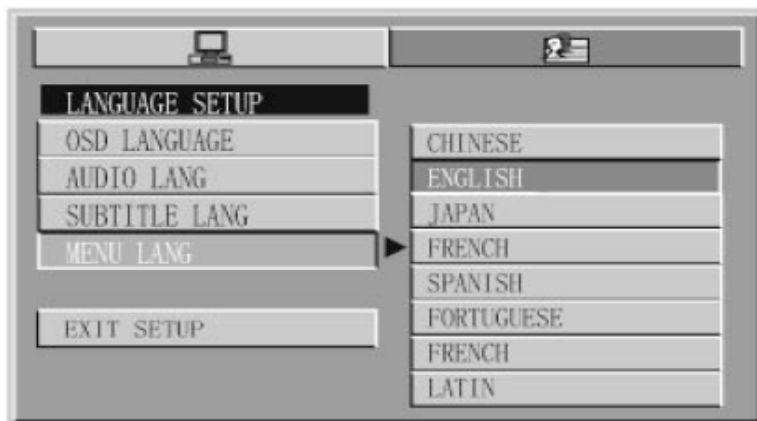 LANGUAGE SETUP
OSD LANGUAGE
AUDIO LANG
SUBTITLE LANG
MENU LANG
EXIT SETUP
CHINESE
ENGLISH
JAPAN
FRENCH
SPANISH
FORTUGUESE
FRENCH
LATIN